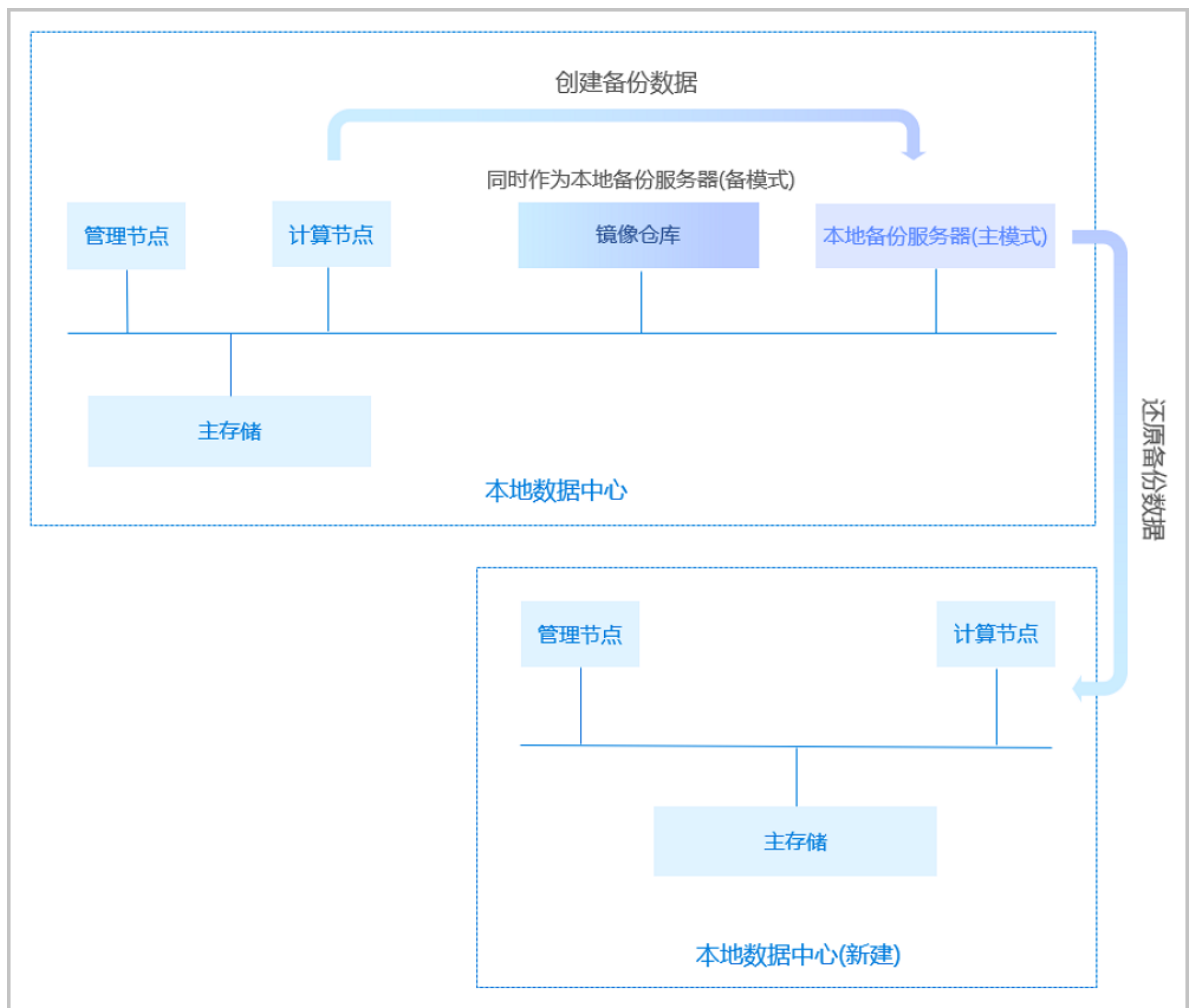 创建备份数据
同时作为本地备份服务器(备模式)
管理节点
计算节点
镜像仓库
本地备份服务器(主模式)
主存储
本地数据中心
还原备份数据
管理节点
计算节点
主存储
本地数据中心(新建)